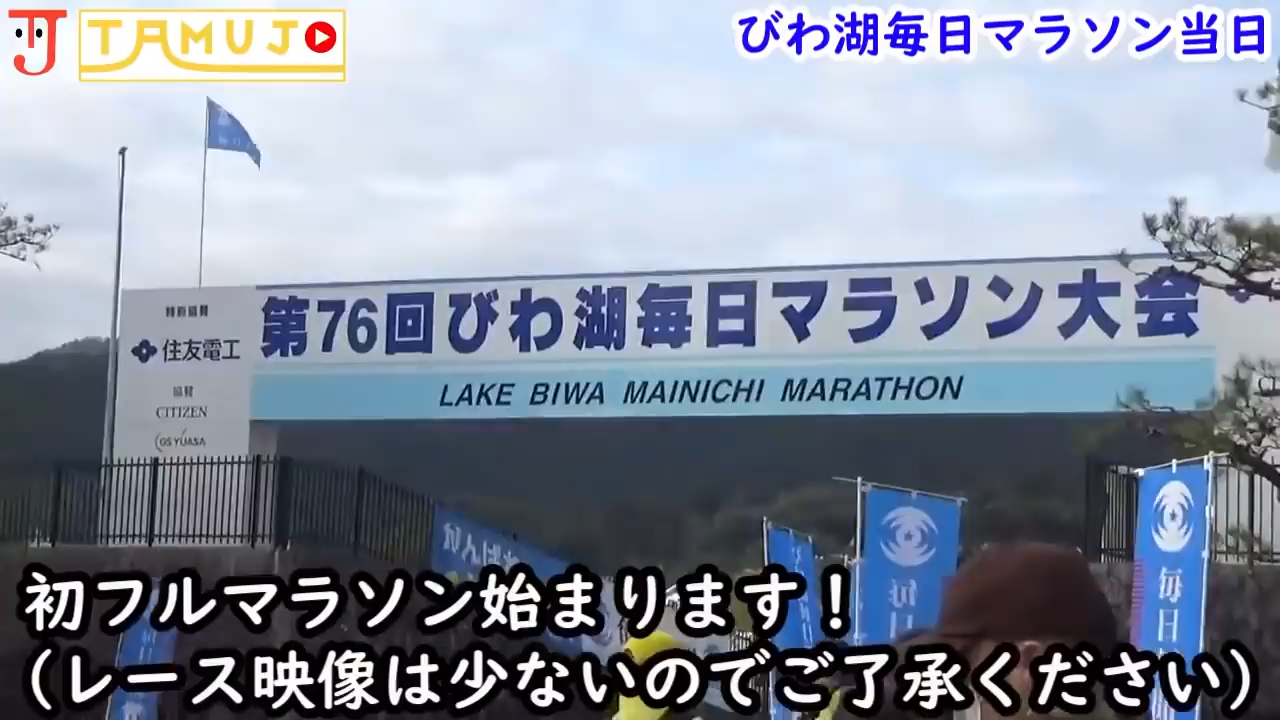 TJ TAMUJO
びわ湖毎日マラソン当日
特別協賛
住友電工
協賛
CITIZEN
GS YUASA
第76回びわ湖毎日マラソン大会
LAKE BIWA MAINICHI MARATHON
毎日
毎日
初フルマラソン始まります!
(レース映像は少ないのでご了承ください)